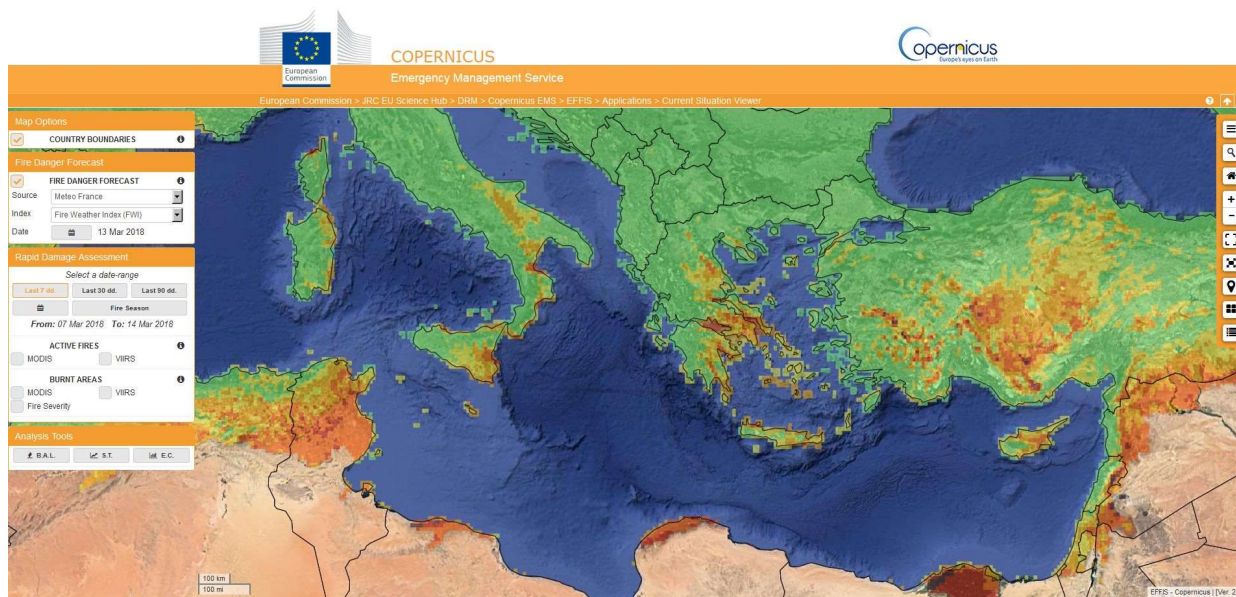 European
Commission
COPERNICUS
Emergency Management Service
opernicus
Europe's eyes on Earth
European Commission > JRC EU Science Hub > DRM > Copernicus EMS > EFFIS > Applications > Current Situation Viewer
Map Options
COUNTRY BOUNDARIES
Fire Danger Forecast
FIRE DANGER FORECAST
Source Meteo France
Index Fire Weather Index (FWI)
Date 13 Mar 2018
Rapid Damage Assessment
Select a date-range
Last 7 dd. Last 30 dd. Last 90 dd.
Fire Season
From: 07 Mar 2018 To: 14 Mar 2018
ACTIVE FIRES
MODIS VIIRS
BURNT AREAS
MODIS VIIRS
Fire Severity
Analysis Tools
B.A.L. S.T. E.C.
100 km
100 mi
EFFIS - Copernicus | [Ver. 2